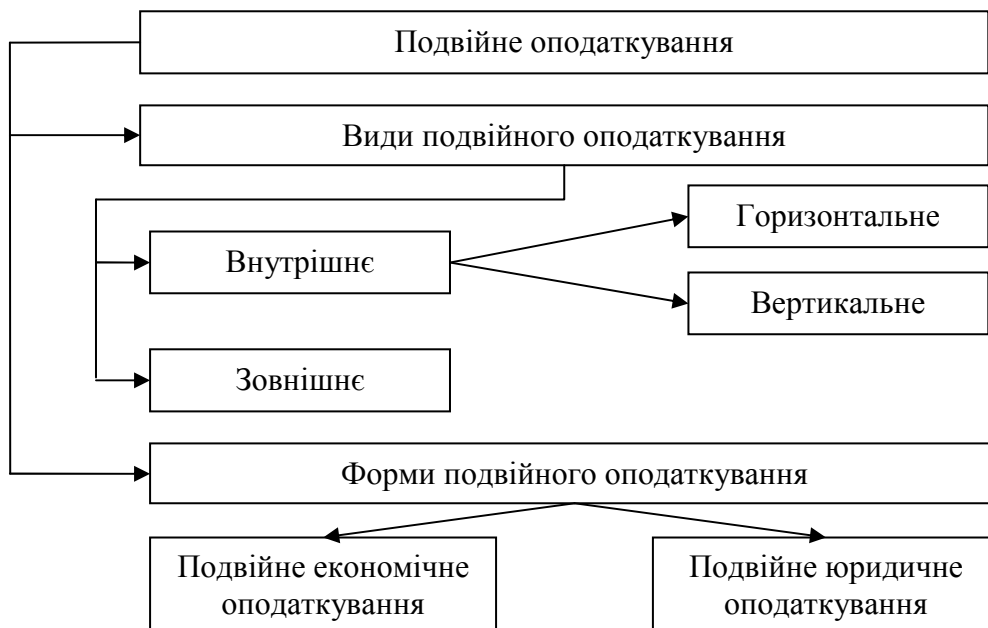 Подвійне оподаткування
Види подвійного оподаткування
Горизонтальне
Внутрішнє
Вертикальне
Зовнішнє
Форми подвійного оподаткування
Подвійне економічне
оподаткування
Подвійне юридичне
оподаткування